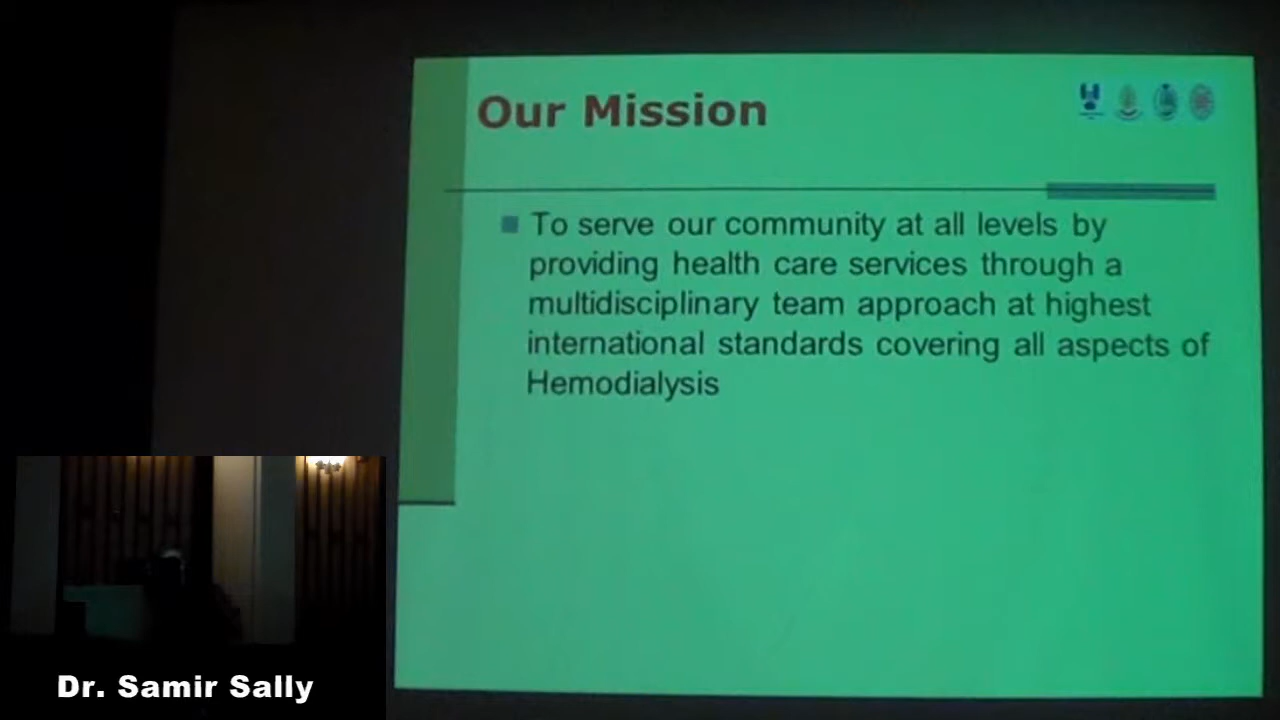 Our Mission
To serve our community at all levels by
providing health care services through a
multidisciplinary team approach at highest
international standards covering all aspects of
Hemodialysis
Dr. Samir Sally